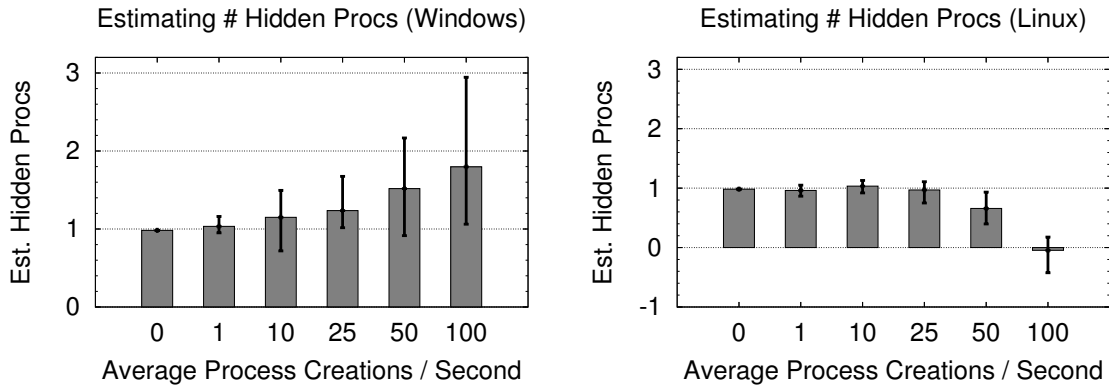 Estimating # Hidden Procs (Windows)
Est. Hidden Procs
3
2
1
0
0 1 10 25 50 100
Average Process Creations / Second
Estimating # Hidden Procs (Linux)
Est. Hidden Procs
3
2
1
0
-1
0 1 10 25 50 100
Average Process Creations / Second